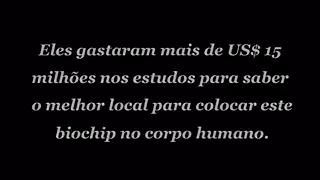 Eles gastaram mais de US$ 15
milhões nos estudos para saber
o melhor local para colocar este
biochip no corpo humano.